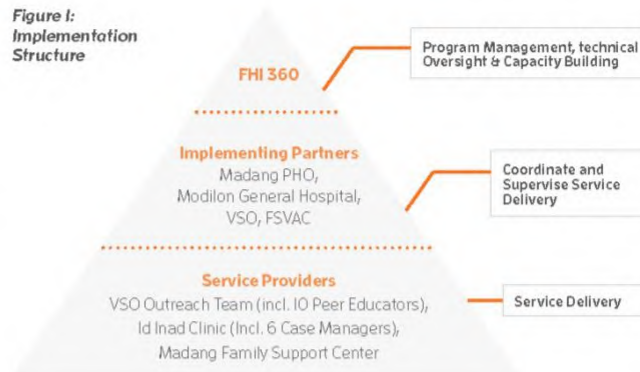 Figure I:
Implementation
Structure
FHI 360
Program Management, technical
Oversight & Capacity Building
Implementing Partners
Madang PHO,
Modilon General Hospital,
VSO, FSVAC
Coordinate and
Supervise Service
Delivery
Service Providers
VSO Outreach Team (incl. 10 Peer Educators),
Id Inad Clinic (Incl. 6 Case Managers),
Madang Family Support Center
Service Delivery